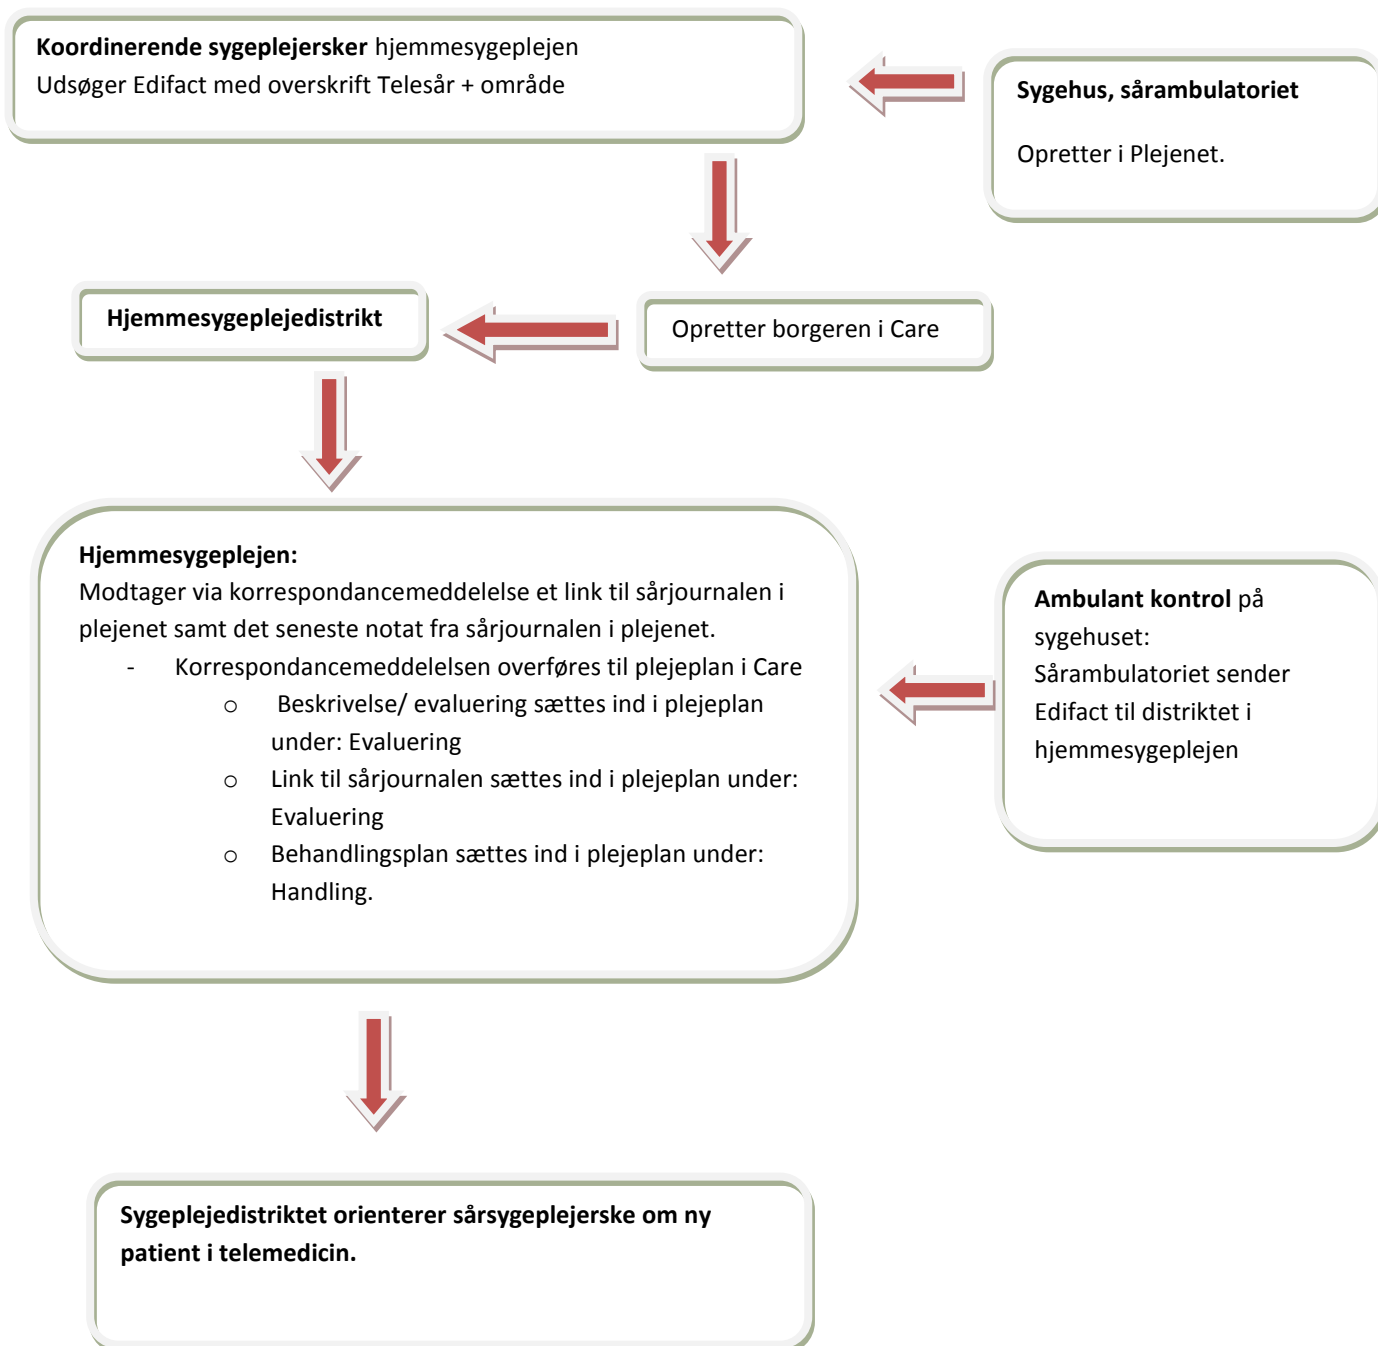 Koordinerende sygeplejersker hjemmesygeplejen
Udsøger Edifact med overskrift Telesår + område
Sygehus, sårambulatoriet
Opretter i Plejenet.
Hjemmesygeplejedistrikt
Opretter borgeren i Care
Hjemmesygeplejen:
Modtager via korrespondancemeddelelse et link til sårjournalen i
plejenet samt det seneste notat fra sårjournalen i plejenet.
- Korrespondancemeddelelsen overføres til plejeplan i Care
o Beskrivelse/ evaluering sættes ind i plejeplan
under: Evaluering
o Link til sårjournalen sættes ind i plejeplan under:
Evaluering
o Behandlingsplan sættes ind i plejeplan under:
Handling.
Ambulant kontrol på
sygehuset:
Sårambulatoriet sender
Edifact til distriktet i
hjemmesygeplejen
Sygeplejedistriktet orienterer sårsygeplejerske om ny
patient i telemedicin.